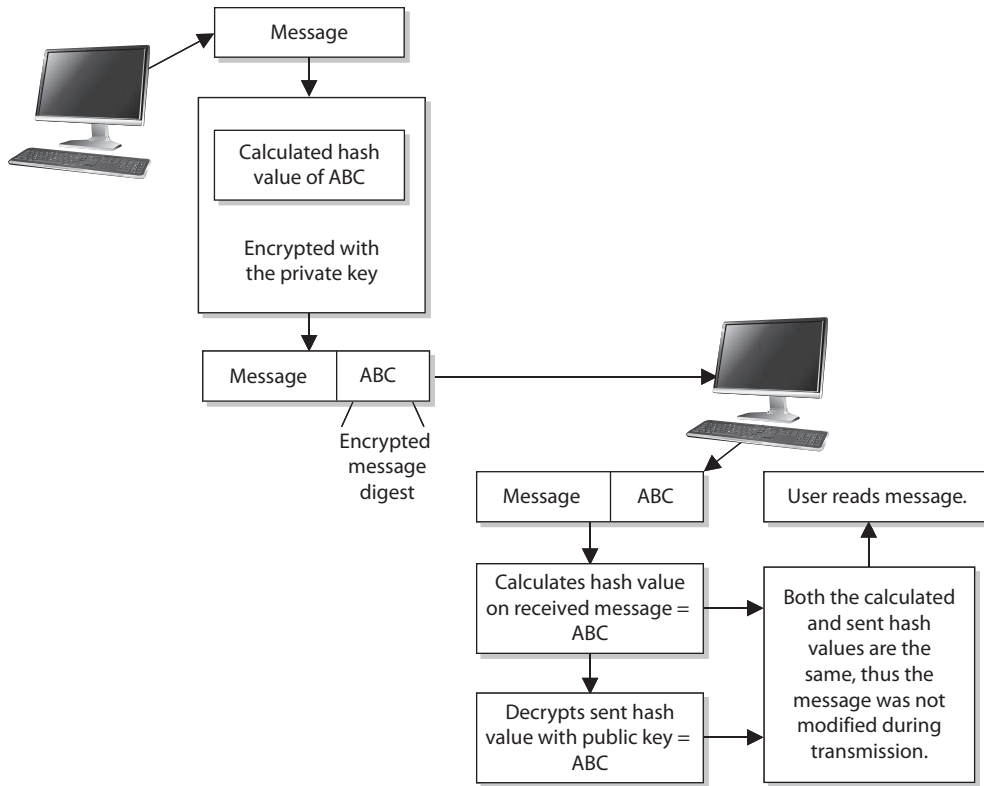 Message
Calculated hash
value of ABC
Encrypted with
the private key
Message
ABC
Encrypted
message
digest
Message
ABC
User reads message.
Calculates hash value
on received message =
ABC
Both the calculated
and sent hash
values are the
same, thus the
message was not
modified during
transmission.
Decrypts sent hash
value with public key =
ABC